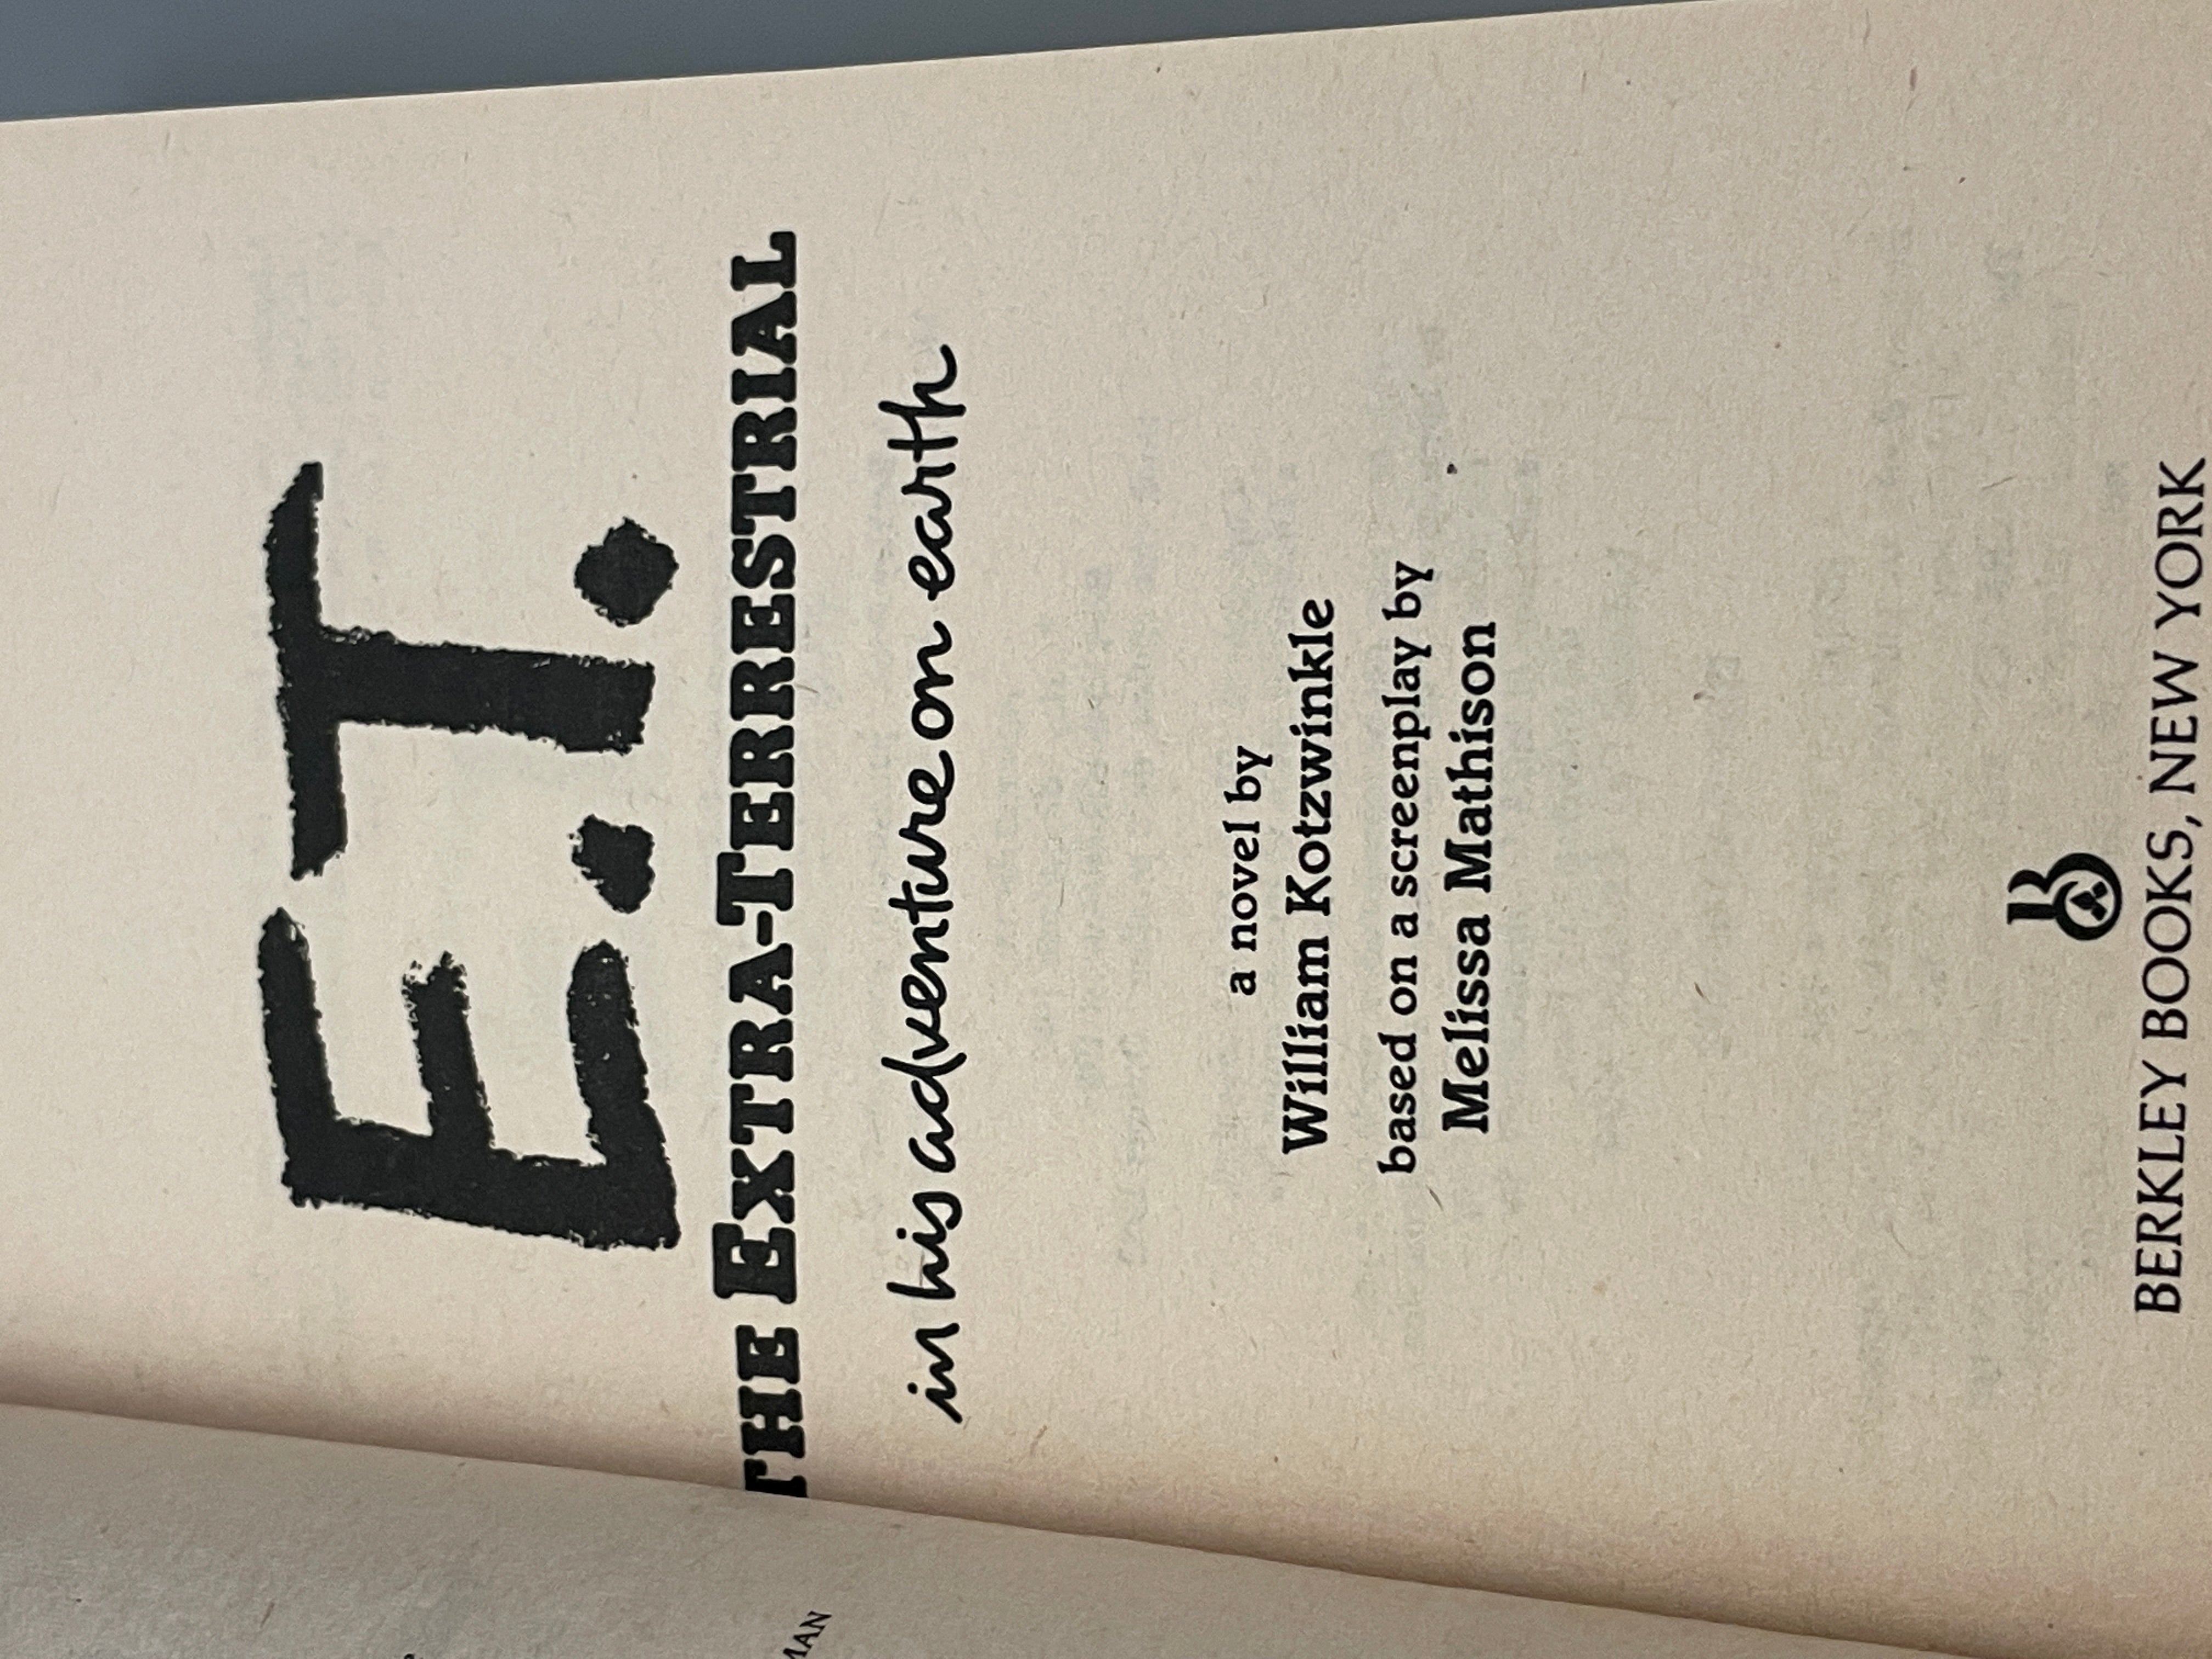 E.T.
THE EXTRA-TERRESTRIAL
in his adventure on earth
a novel by
William Kotzwinkle
based on a screenplay by
Melissa Mathison
BERKLEY BOOKS, NEW YORK